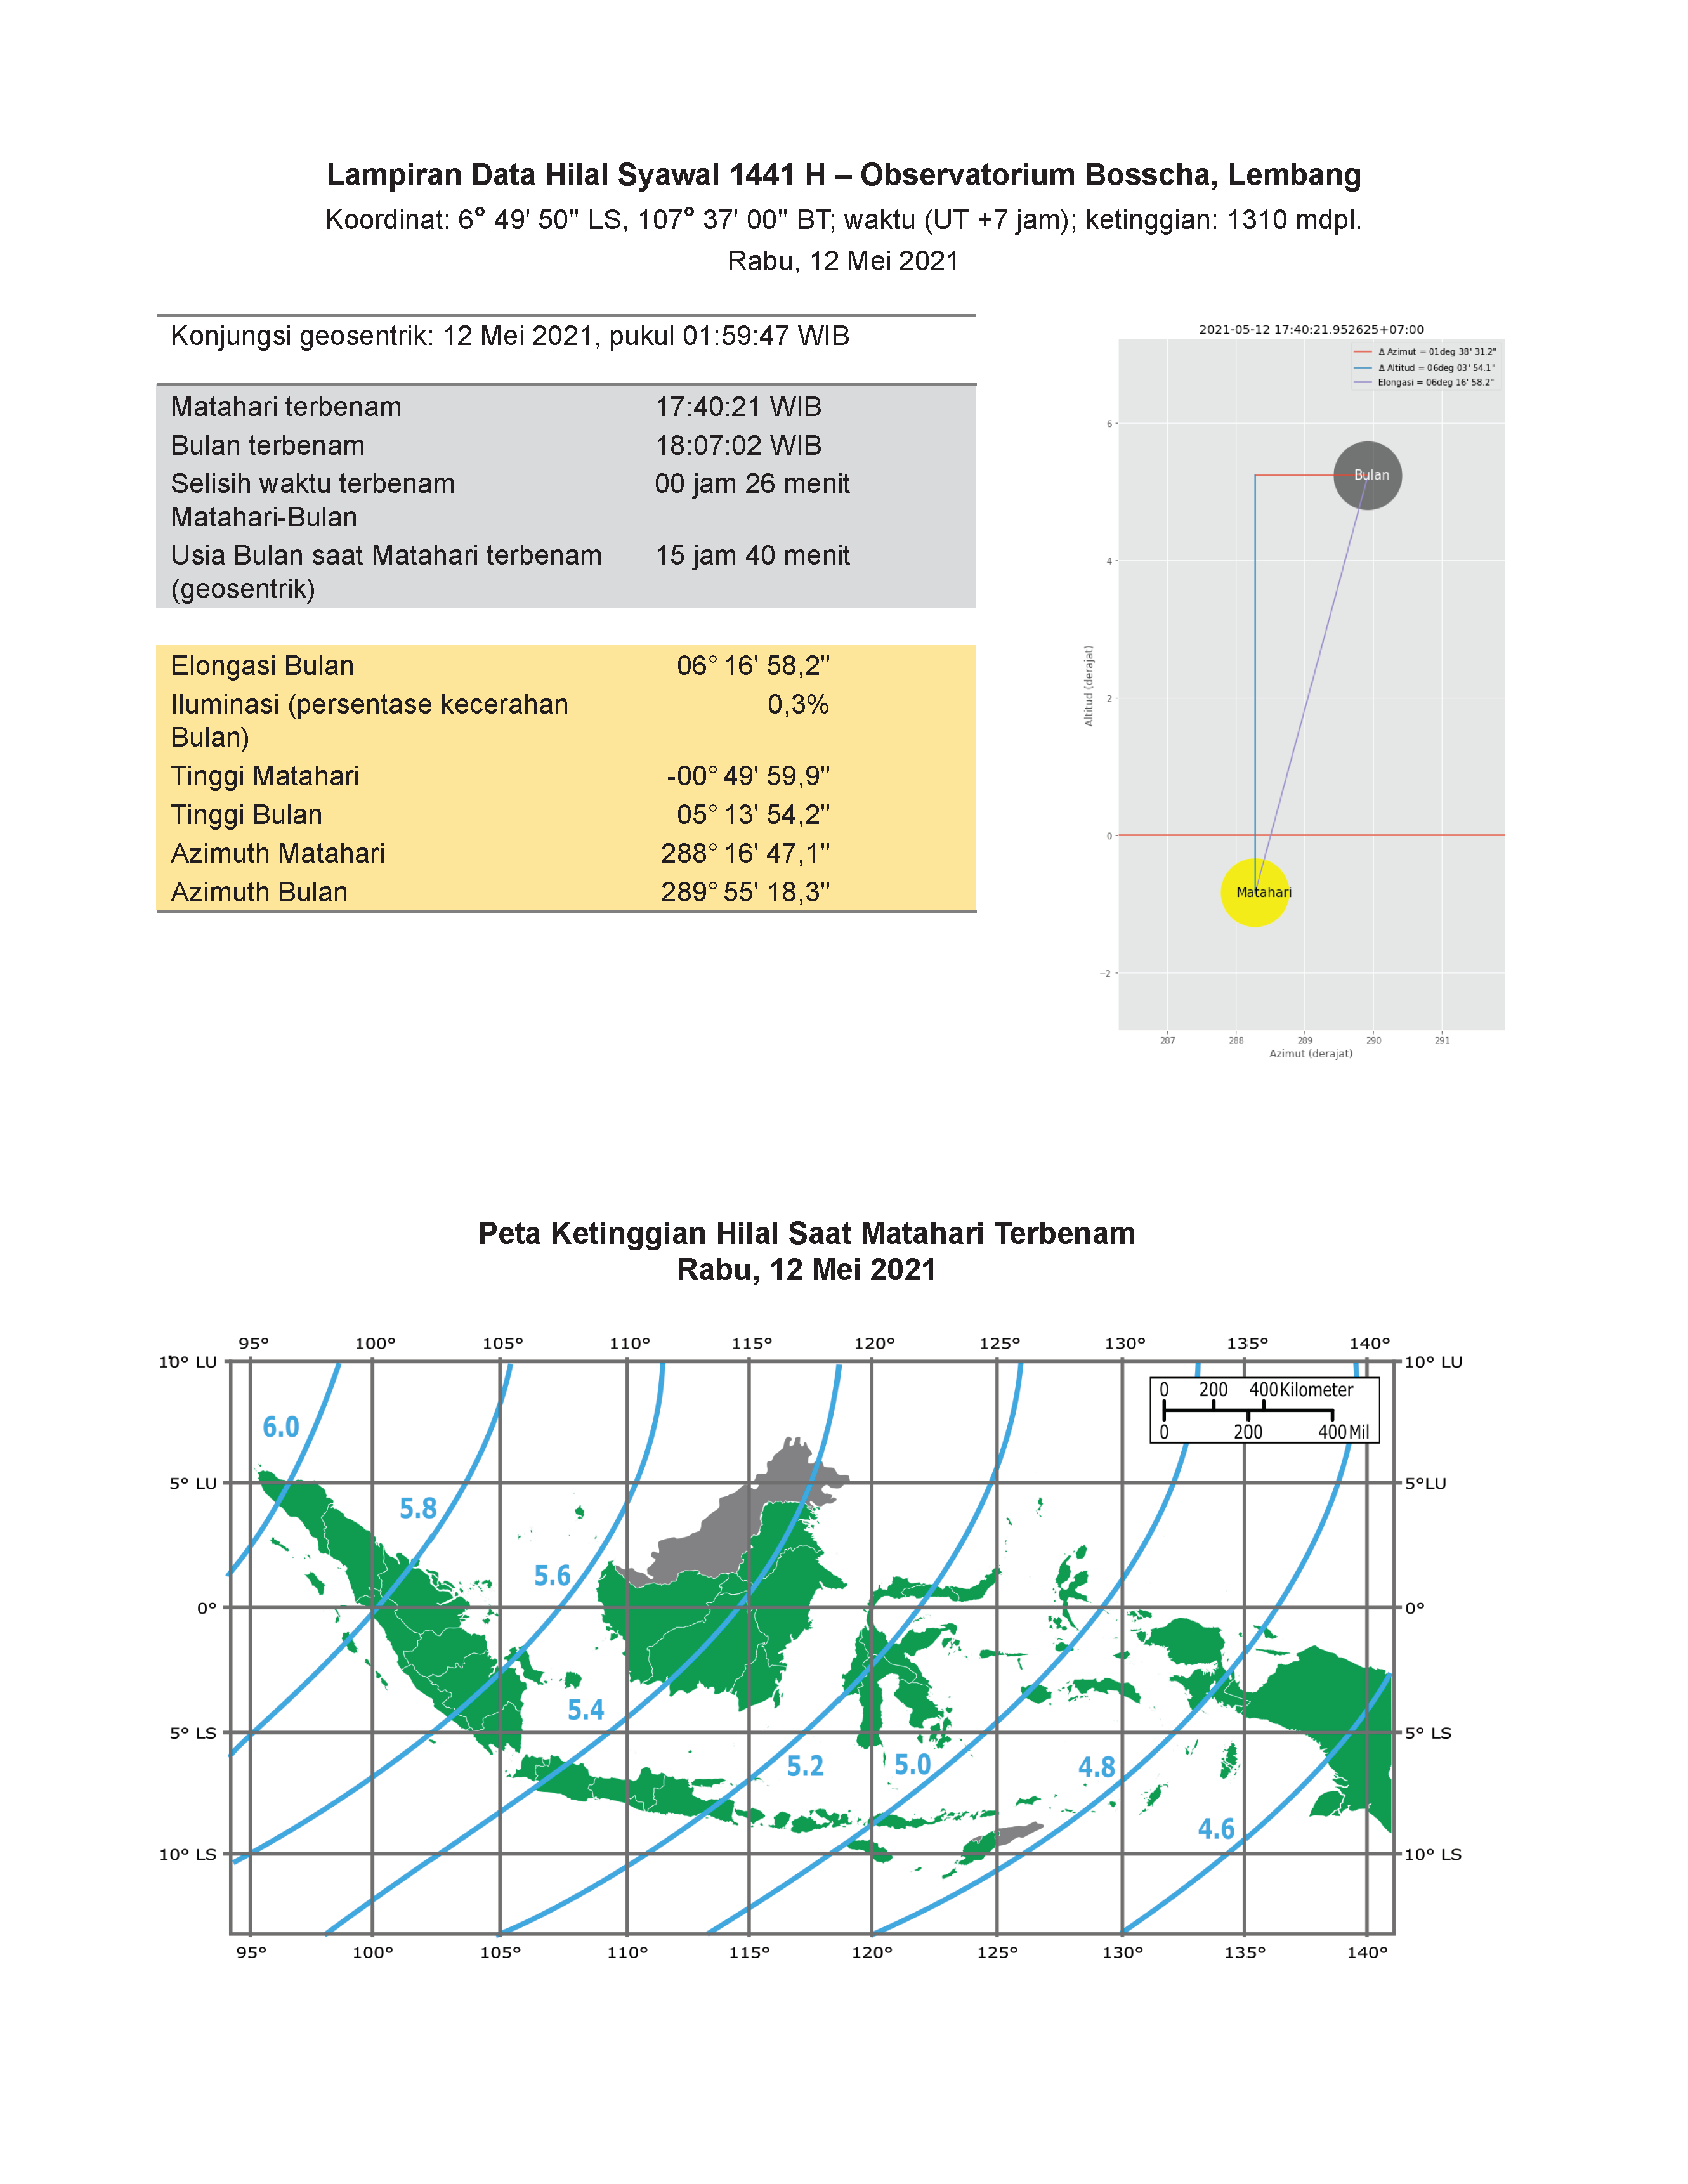 Lampiran Data Hilal Syawal 1441 H – Observatorium Bosscha, Lembang
Koordinat: 6° 49' 50" LS, 107° 37' 00" BT; waktu (UT +7 jam); ketinggian: 1310 mdpl.
Rabu, 12 Mei 2021
Konjungsi geosentrik: 12 Mei 2021, pukul 01:59:47 WIB
Matahari terbenam 17:40:21 WIB
Bulan terbenam 18:07:02 WIB
Selisih waktu terbenam 00 jam 26 menit
Matahari-Bulan
Usia Bulan saat Matahari terbenam 15 jam 40 menit
(geosentrik)
Elongasi Bulan 06° 16' 58,2"
Iluminasi (persentase kecerahan 0,3%
Bulan)
Tinggi Matahari -00° 49' 59,9"
Tinggi Bulan 05° 13' 54,2"
Azimuth Matahari 288° 16' 47,1"
Azimuth Bulan 289° 55' 18,3"
2021-05-12 17:40:21.952625+07:00
Δ Azimut = 01deg 38' 31.2"
Δ Altitud = 06deg 03' 54.1"
Elongasi = 06deg 16' 58.2"
6
Bulan
4
Altitud (derajat)
2
0
Matahari
−2
287 288 289 290 291
Azimut (derajat)
Peta Ketinggian Hilal Saat Matahari Terbenam
Rabu, 12 Mei 2021
95° 100° 105° 110° 115° 120° 125° 130° 135° 140°
10° LU 10° LU
0 200 400 Kilometer
0 200 400 Mil
6.0
5° LU 5°LU
5.8
5.6
0° 0°
5.4
5° LS 5° LS
5.2 5.0 4.8
4.6
10° LS 10° LS
95° 100° 105° 110° 115° 120° 125° 130° 135° 140°